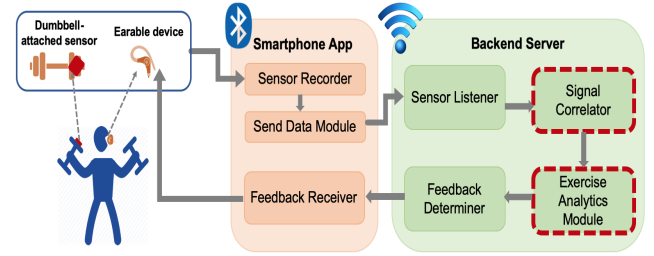 Dumbbell-
attached sensor
Earable device
Smartphone App
Sensor Recorder
Send Data Module
Feedback Receiver
Backend Server
Sensor Listener
Signal
Correlator
Feedback
Determiner
Exercise
Analytics
Module